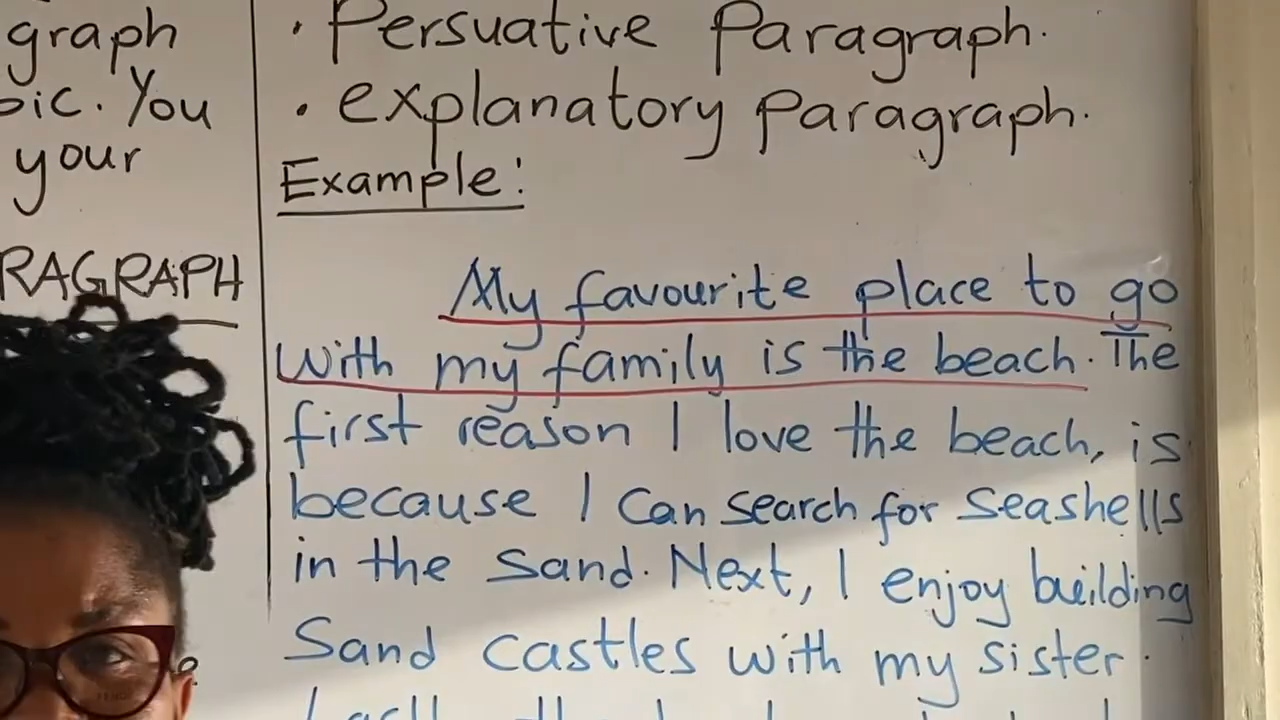 graph
. You
your
RAGRAPH
• Persuative Paragraph.
• explanatory Paragraph.
Example:
My favourite place to go
with my family is the beach. The
first reason I love the beach, is
because I can search for seashells
in the sand. Next, I enjoy building
Sand castles with my sister.